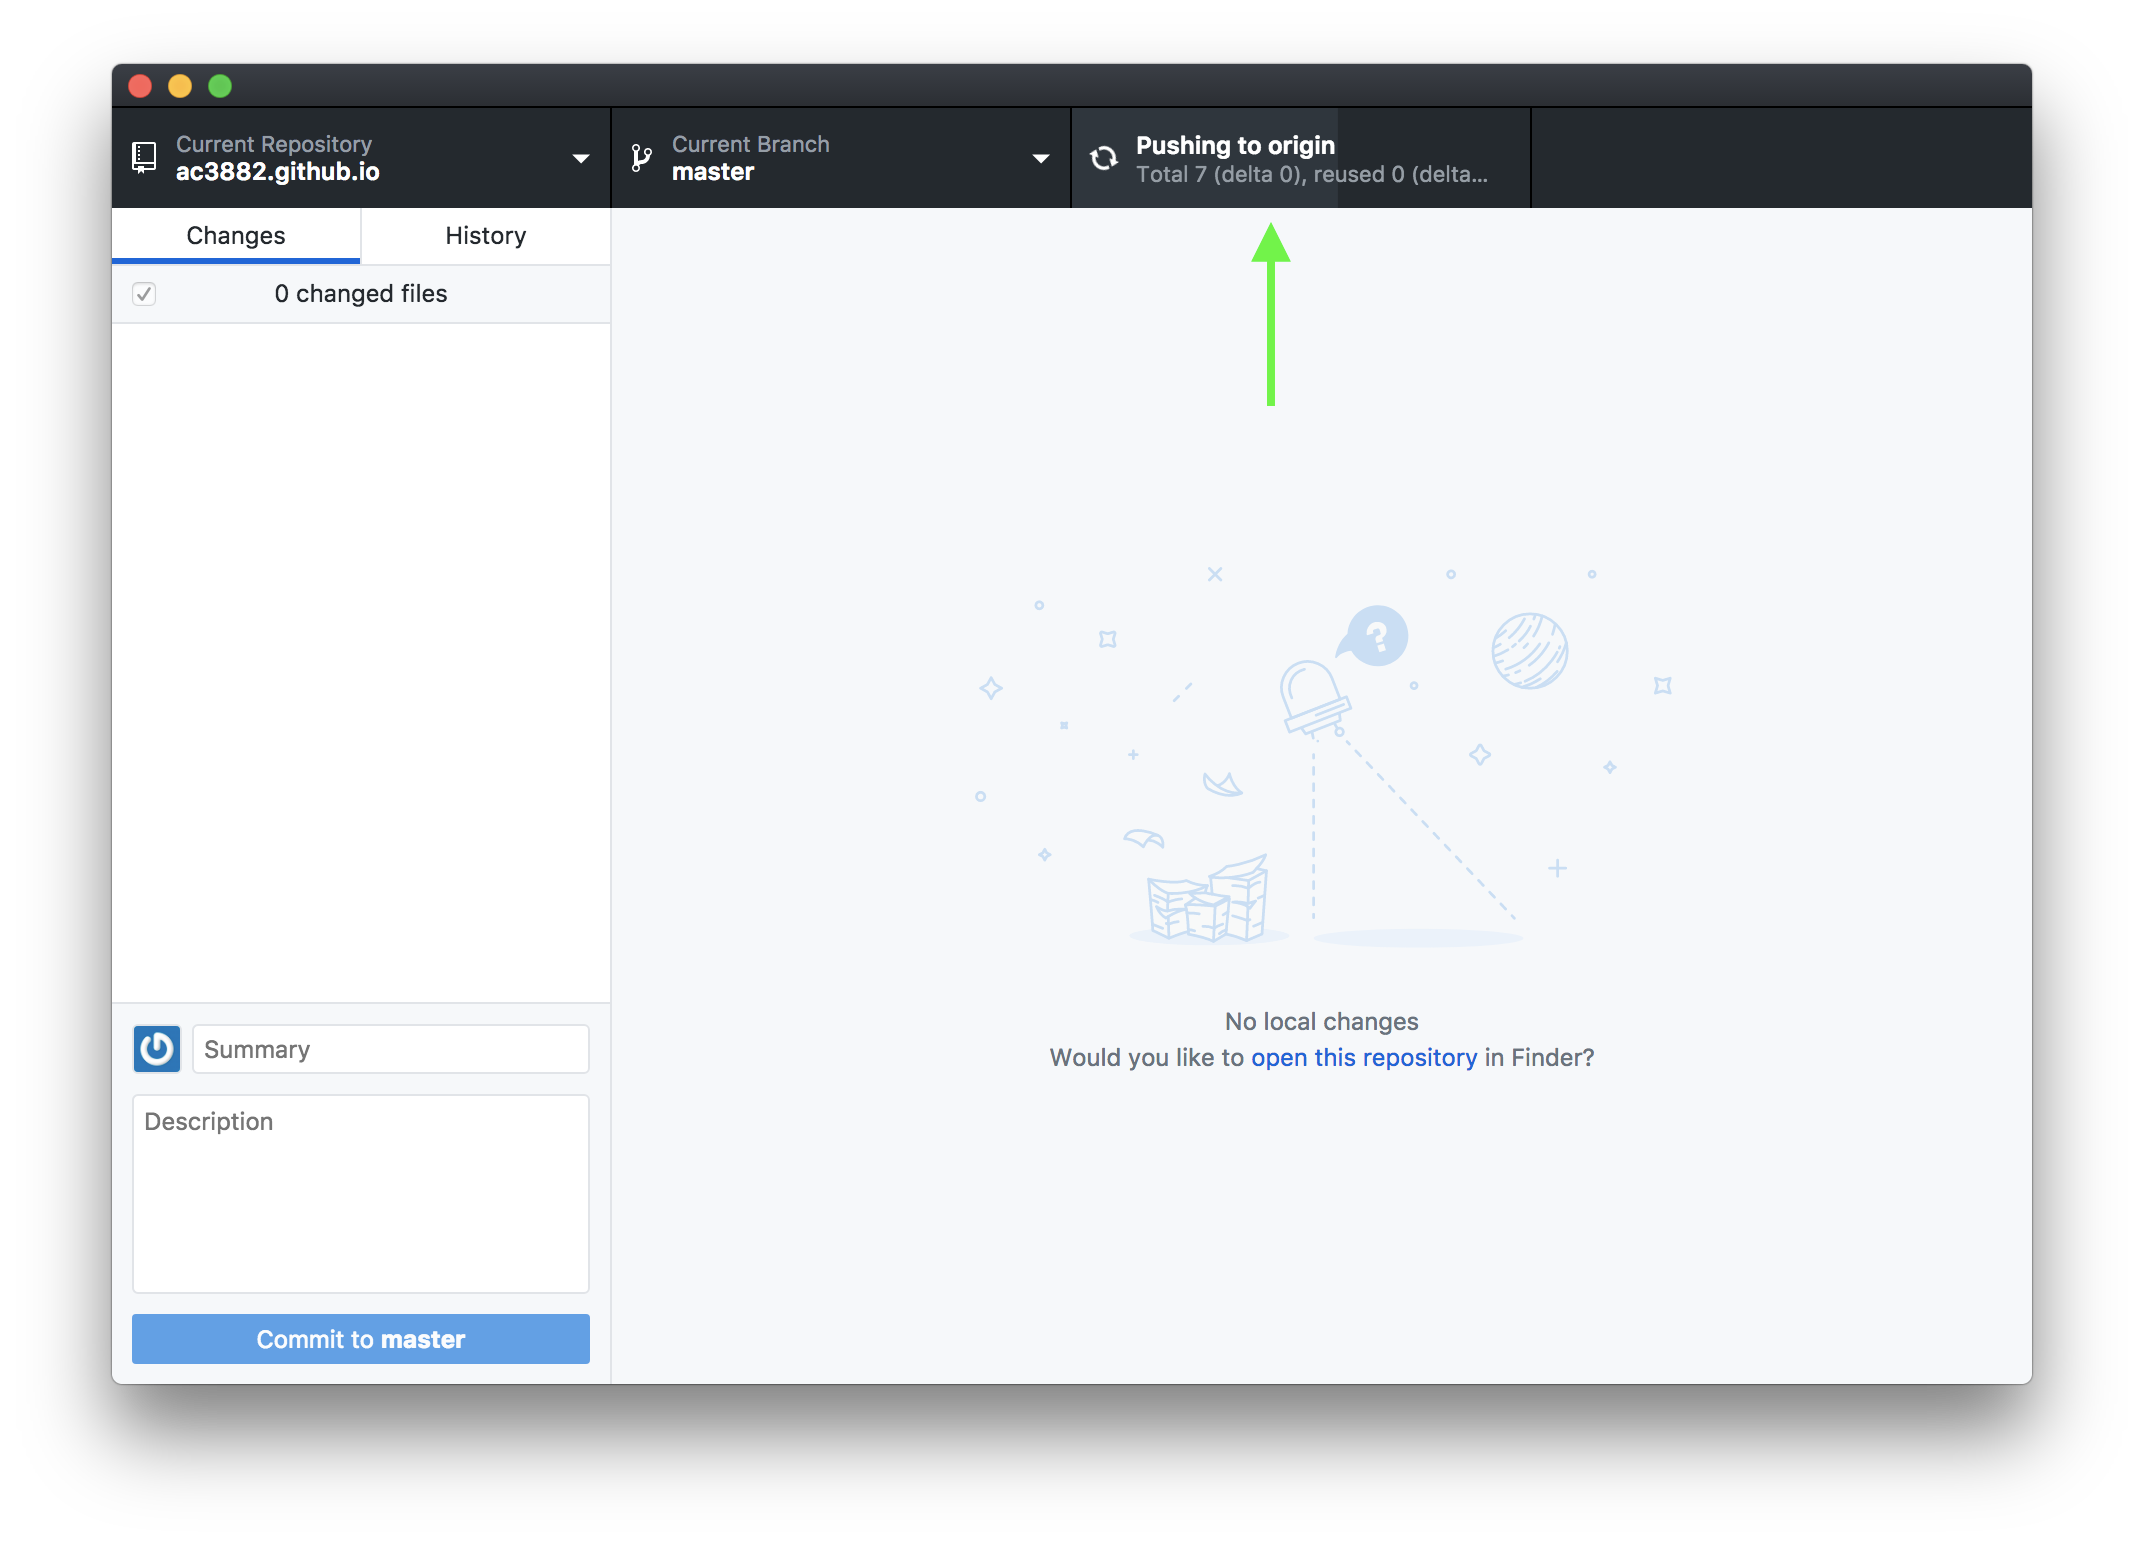 Current Repository
ac3882.github.io
Current Branch
master
Pushing to origin
Total 7 (delta 0), reused 0 (delta...
Changes
History
0 changed files
?
No local changes
Would you like to open this repository in Finder?
Summary
Description
Commit to master